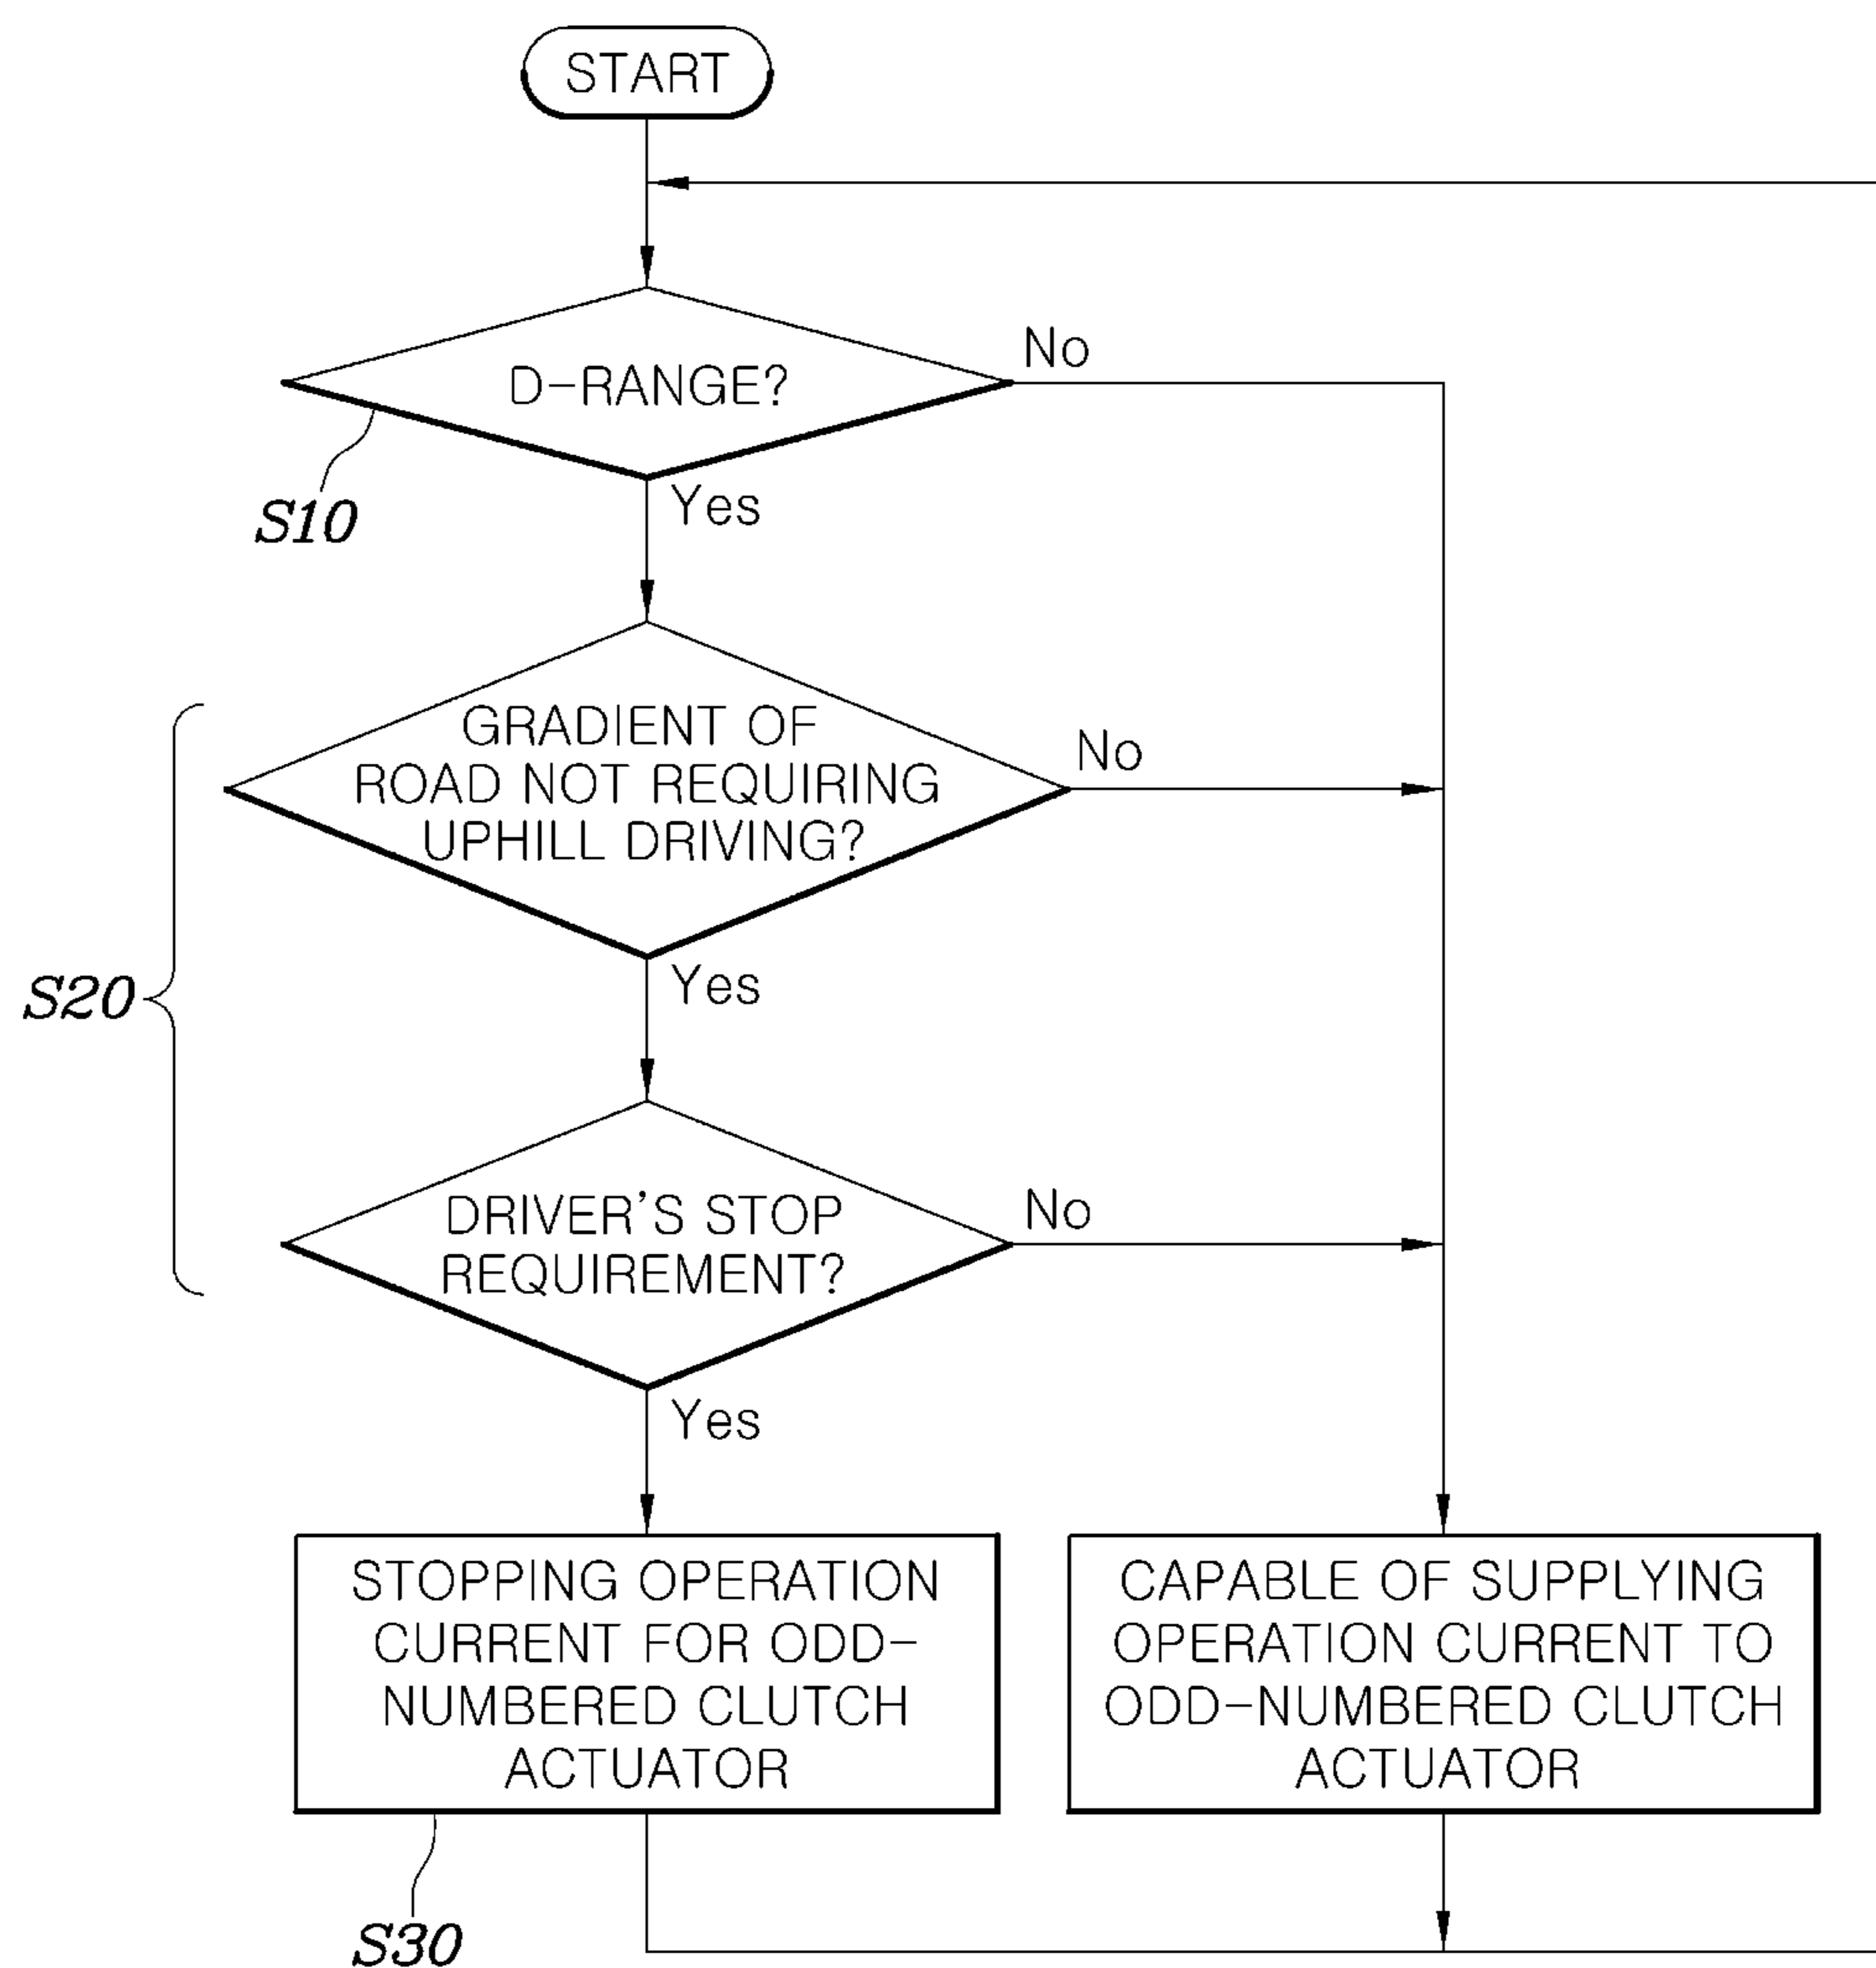 START
D-RANGE?
No
S10
Yes
GRADIENT OF
ROAD NOT REQUIRING
UPHILL DRIVING?
No
S20
Yes
DRIVER'S STOP
REQUIREMENT?
No
Yes
STOPPING OPERATION
CURRENT FOR ODD-
NUMBERED CLUTCH
ACTUATOR
CAPABLE OF SUPPLYING
OPERATION CURRENT TO
ODD-NUMBERED CLUTCH
ACTUATOR
S30